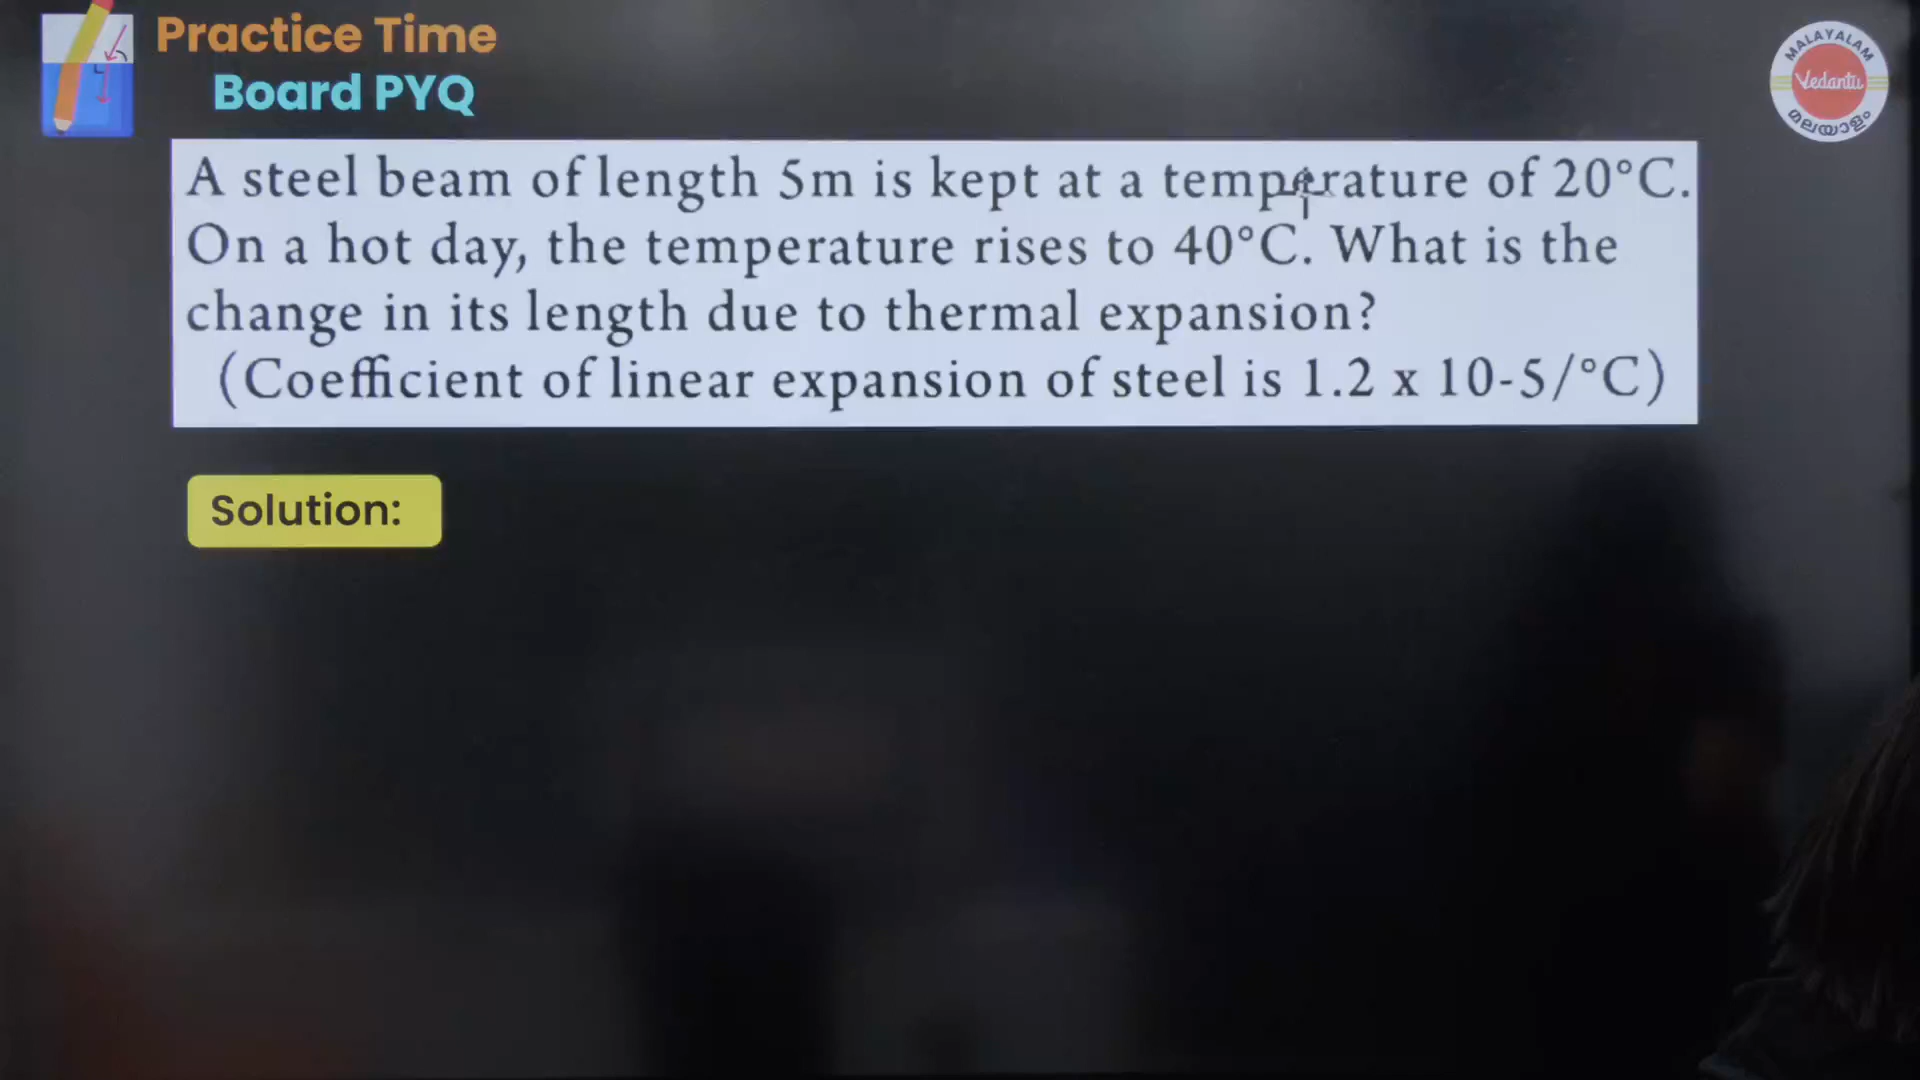 Practice Time
Board PYQ
MALAYALAM
Vedantu
മലയാളം
A steel beam of length 5m is kept at a temperature of 20°C.
On a hot day, the temperature rises to 40°C. What is the
change in its length due to thermal expansion?
(Coefficient of linear expansion of steel is 1.2 x 10-5/°C)
Solution: